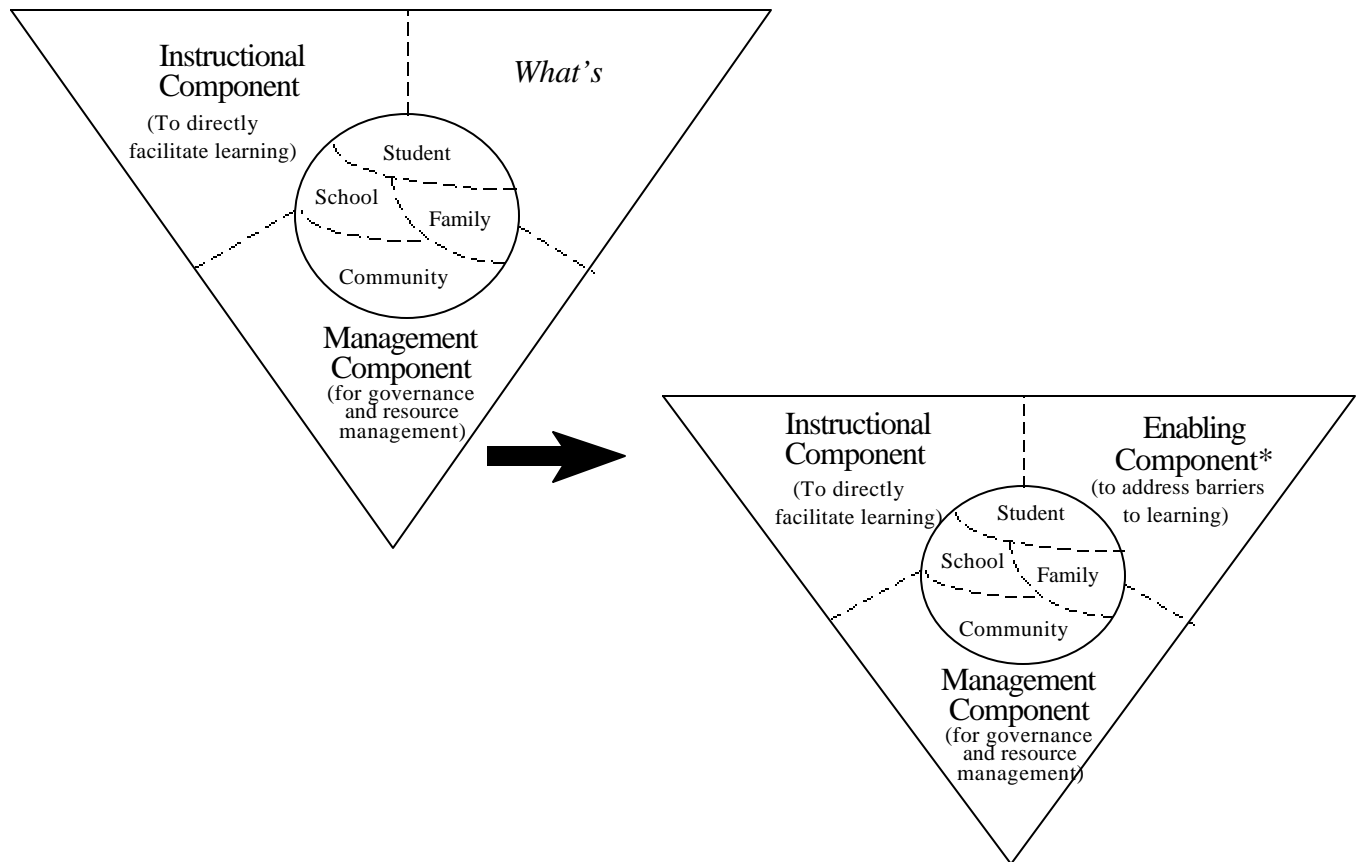 Instructional
Component
(To directly
facilitate learning)
What's
Student
School
Family
Community
Management
Component
(for governance
and resource
management)
Instructional
Component
(To directly
facilitate learning)
Enabling
Component*
(to address barriers
to learning)
Student
School
Family
Community
Management
Component
(for governance
and resource
management)